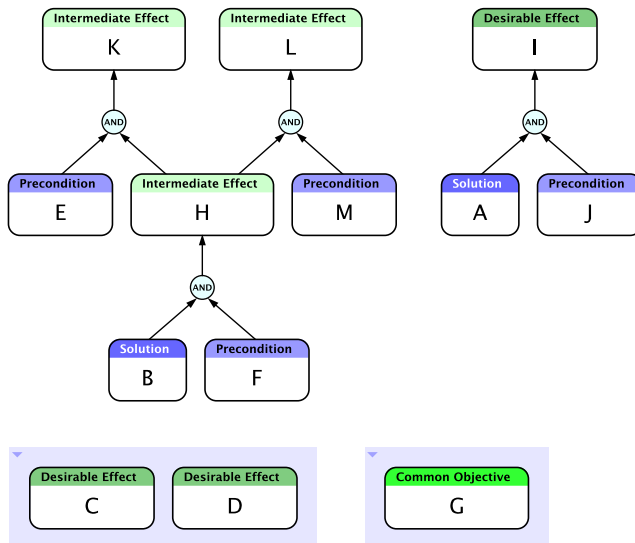 Intermediate Effect
K
Intermediate Effect
L
Desirable Effect
I
AND
AND
AND
Precondition
E
Intermediate Effect
H
Precondition
M
Solution
A
Precondition
J
AND
Solution
B
Precondition
F
Desirable Effect
C
Desirable Effect
D
Common Objective
G